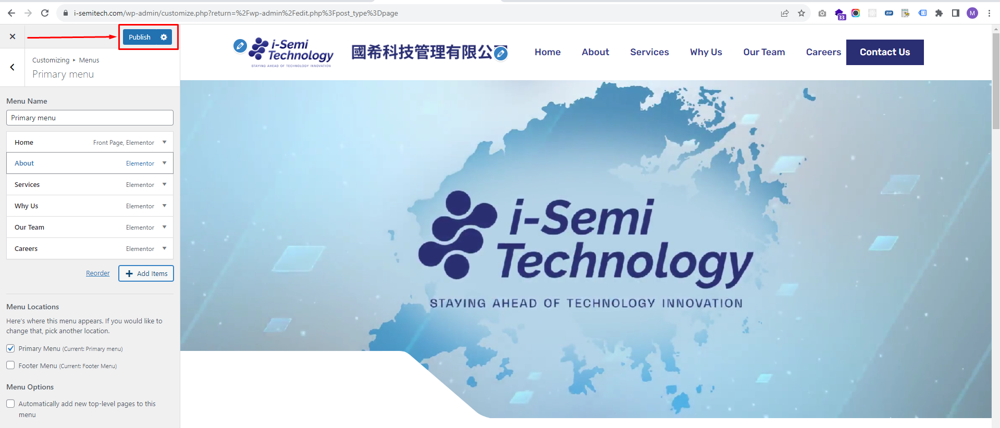 i-semitech.com/wp-admin/customize.php?return=%2Fwp-admin%2Fedit.php%3Fpost_type%3Dpage
33
ZIP
M
Publish
Customizing ▸ Menus
Primary menu
Menu Name
Primary menu
Home Front Page, Elementor
About Elementor
Services Elementor
Why Us Elementor
Our Team Elementor
Careers Elementor
Reorder
Add Items
Menu Locations
Here's where this menu appears. If you would like to
change that, pick another location.
Primary Menu (Current: Primary menu)
Footer Menu (Current: Footer Menu)
Menu Options
Automatically add new top-level pages to this
menu
i-Semi
Technology
STAYING AHEAD OF TECHNOLOGY INNOVATION
國希科技管理有限公
Home About Services Why Us Our Team Careers Contact Us
i-Semi
Technology
STAYING AHEAD OF TECHNOLOGY INNOVATION